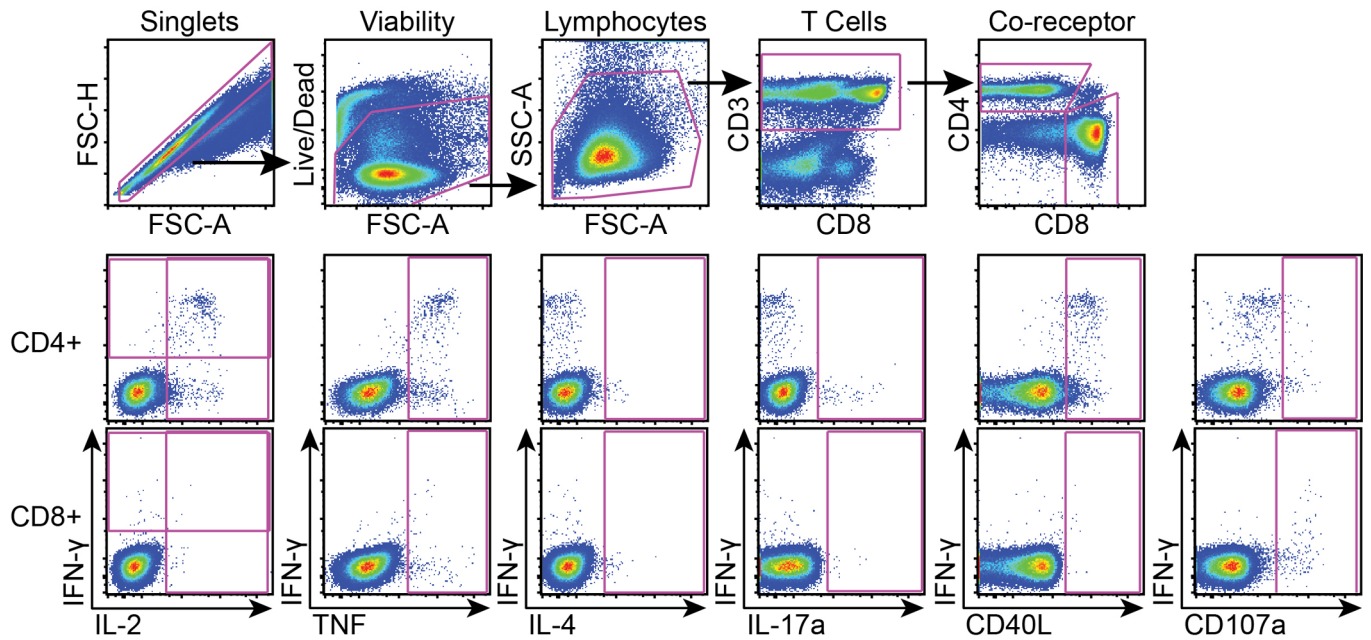 Singlets Viability Lymphocytes T Cells Co-receptor
FSC-H Live/Dead SSC-A CD3 CD4
FSC-A FSC-A FSC-A CD8 CD8
CD4+
CD8+
IFN-γ IFN-γ IFN-γ IFN-γ IFN-γ IFN-γ
IL-2 TNF IL-4 IL-17a CD40L CD107a